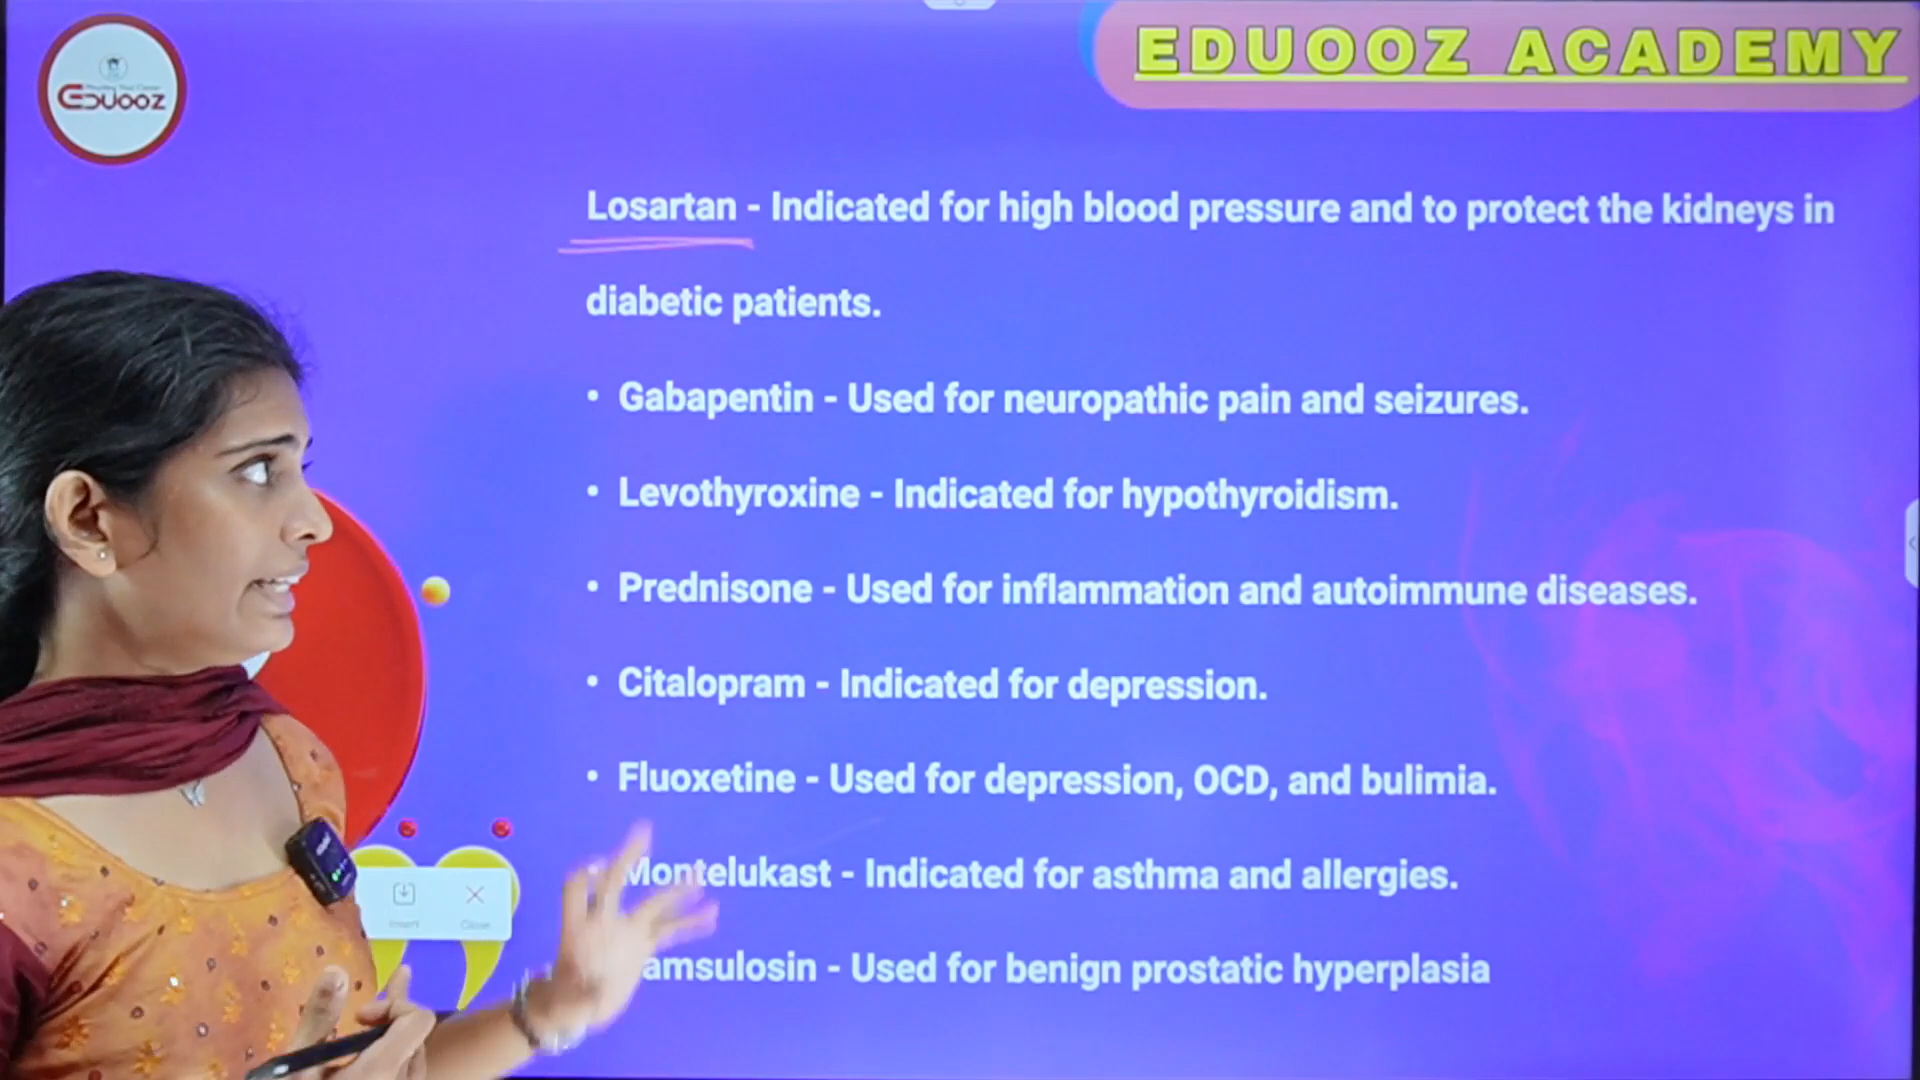 EDUOOZ ACADEMY
EDUOOZ
Losartan - Indicated for high blood pressure and to protect the kidneys in
diabetic patients.
• Gabapentin - Used for neuropathic pain and seizures.
• Levothyroxine - Indicated for hypothyroidism.
• Prednisone - Used for inflammation and autoimmune diseases.
• Citalopram - Indicated for depression.
• Fluoxetine - Used for depression, OCD, and bulimia.
Montelukast - Indicated for asthma and allergies.
amsulosin - Used for benign prostatic hyperplasia
Insert
Close